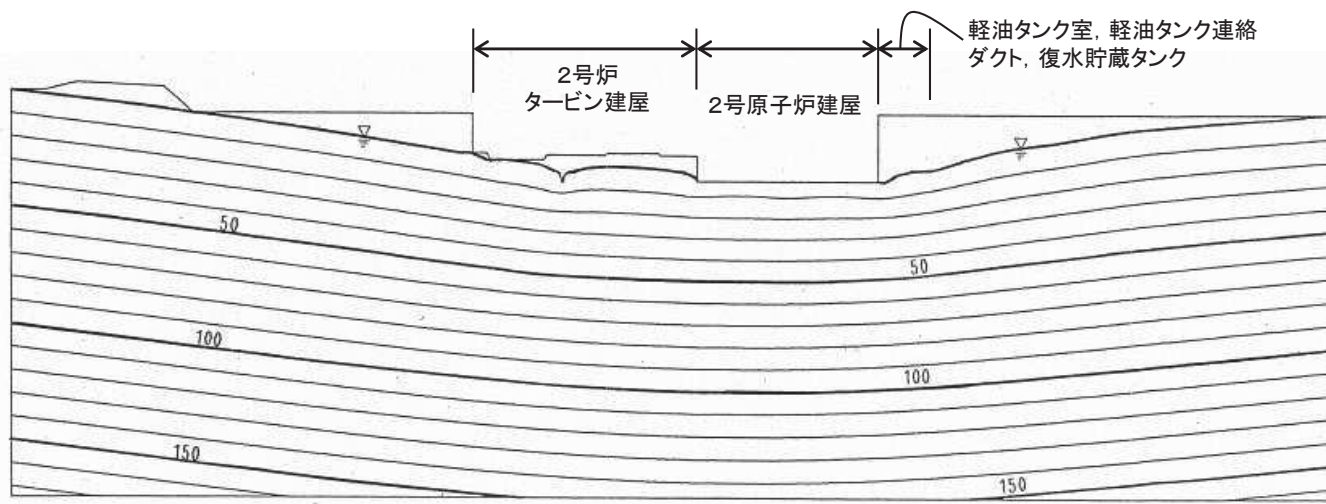 軽油タンク室, 軽油タンク連絡
ダクト, 復水貯蔵タンク
2号炉
タービン建屋
2号原子炉建屋
50
50
100
100
150
150